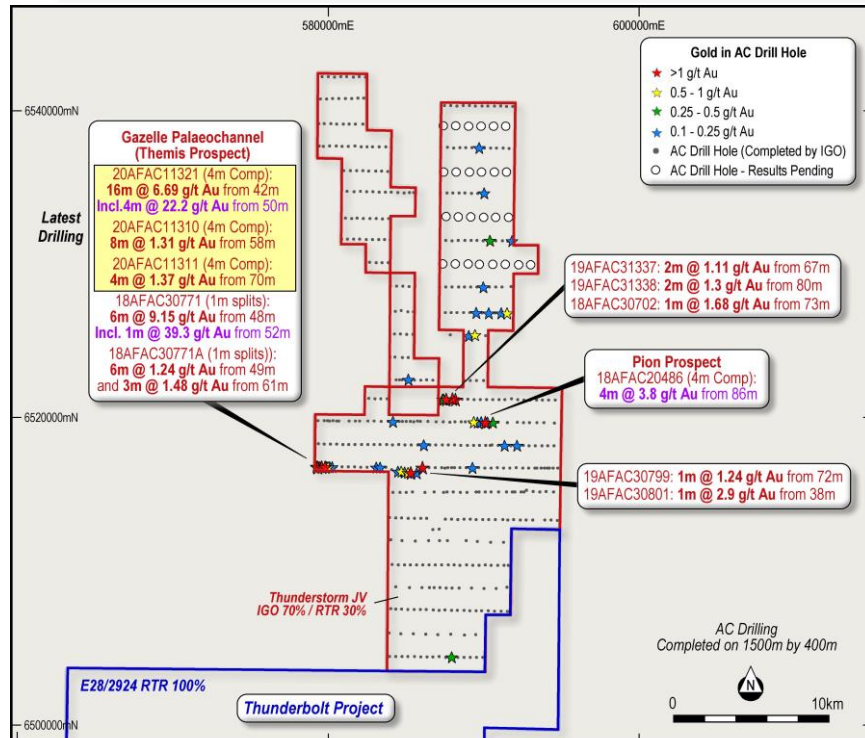 580000mE
600000mE
6540000mN
6520000mN
6500000mN
Gold in AC Drill Hole
>1 g/t Au
0.5 - 1 g/t Au
0.25 - 0.5 g/t Au
0.1 - 0.25 g/t Au
AC Drill Hole (Completed by IGO)
AC Drill Hole - Results Pending
Latest
Drilling
Gazelle Palaeochannel
(Themis Prospect)
20AFAC11321 (4m Comp)
16m @ 6.69 g/t Au from 42m
Incl.4m @ 22.2 g/t Au from 50m
20AFAC11310 (4m Comp):
8m @ 1.31 g/t Au from 58m
20AFAC11311 (4m Comp):
4m @ 1.37 g/t Au from 70m
18AFAC30771 (1m splits):
6m @ 9.15 g/t Au from 48m
Incl. 1m @ 39.3 g/t Au from 52m
18AFAC30771A (1m splits)):
6m @ 1.24 g/t Au from 49m
and 3m @ 1.48 g/t Au from 61m
19AFAC31337: 2m @ 1.11 g/t Au from 67m
19AFAC31338: 2m @ 1.3 g/t Au from 80m
18AFAC30702: 1m @ 1.68 g/t Au from 73m
Pion Prospect
18AFAC20486 (4m Comp):
4m @ 3.8 g/t Au from 86m
19AFAC30799: 1m @ 1.24 g/t Au from 72m
19AFAC30801: 1m @ 2.9 g/t Au from 38m
Thunderstorm JV
IGO 70% / RTR 30%
AC Drilling
Completed on 1500m by 400m
N
0
10km
E28/2924 RTR 100%
Thunderbolt Project